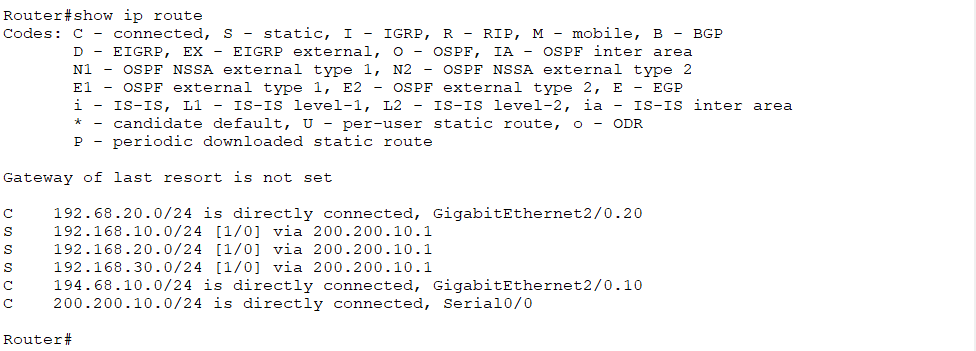 Router#show ip route
Codes: C - connected, S - static, I - IGRP, R - RIP, M - mobile, B - BGP
D - EIGRP, EX - EIGRP external, O - OSPF, IA - OSPF inter area
N1 - OSPF NSSA external type 1, N2 - OSPF NSSA external type 2
E1 - OSPF external type 1, E2 - OSPF external type 2, E - EGP
i - IS-IS, L1 - IS-IS level-1, L2 - IS-IS level-2, ia - IS-IS inter area
* - candidate default, U - per-user static route, o - ODR
P - periodic downloaded static route
Gateway of last resort is not set
C 192.68.20.0/24 is directly connected, GigabitEthernet2/0.20
S 192.168.10.0/24 [1/0] via 200.200.10.1
S 192.168.20.0/24 [1/0] via 200.200.10.1
S 192.168.30.0/24 [1/0] via 200.200.10.1
C 194.68.10.0/24 is directly connected, GigabitEthernet2/0.10
C 200.200.10.0/24 is directly connected, Serial0/0
Router#